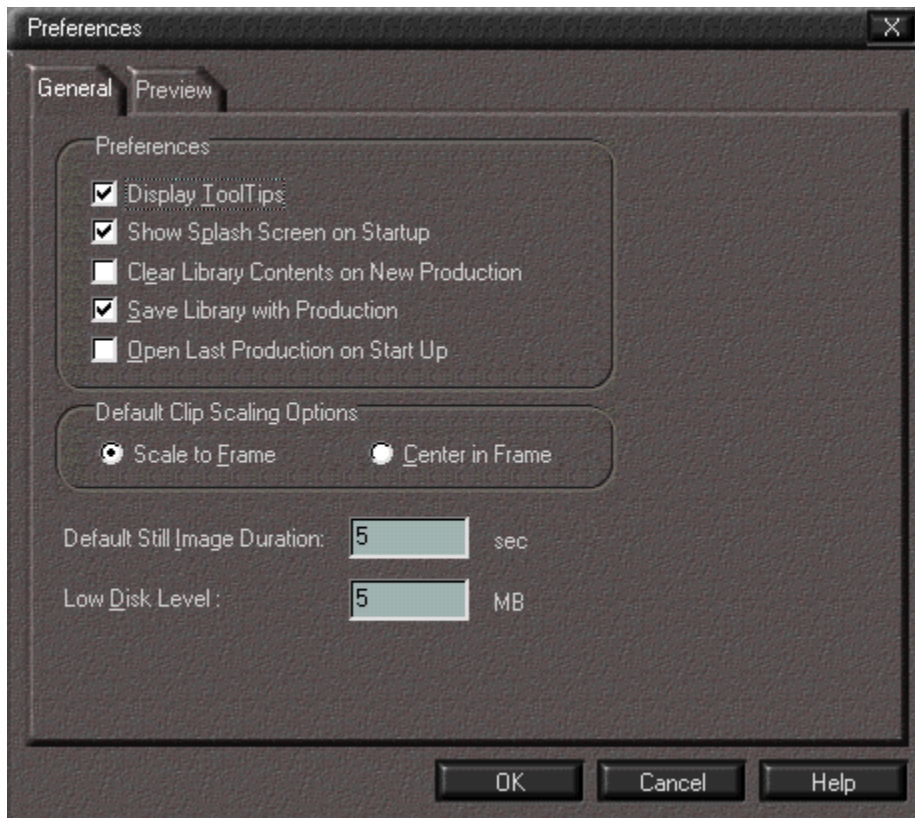 Preferences X
General Preview
Preferences
Display ToolTips
Show Splash Screen on Startup
Clear Library Contents on New Production
Save Library with Production
Open Last Production on Start Up
Default Clip Scaling Options
Scale to Frame Center in Frame
Default Still Image Duration: 5 sec
Low Disk Level : 5 MB
OK Cancel Help